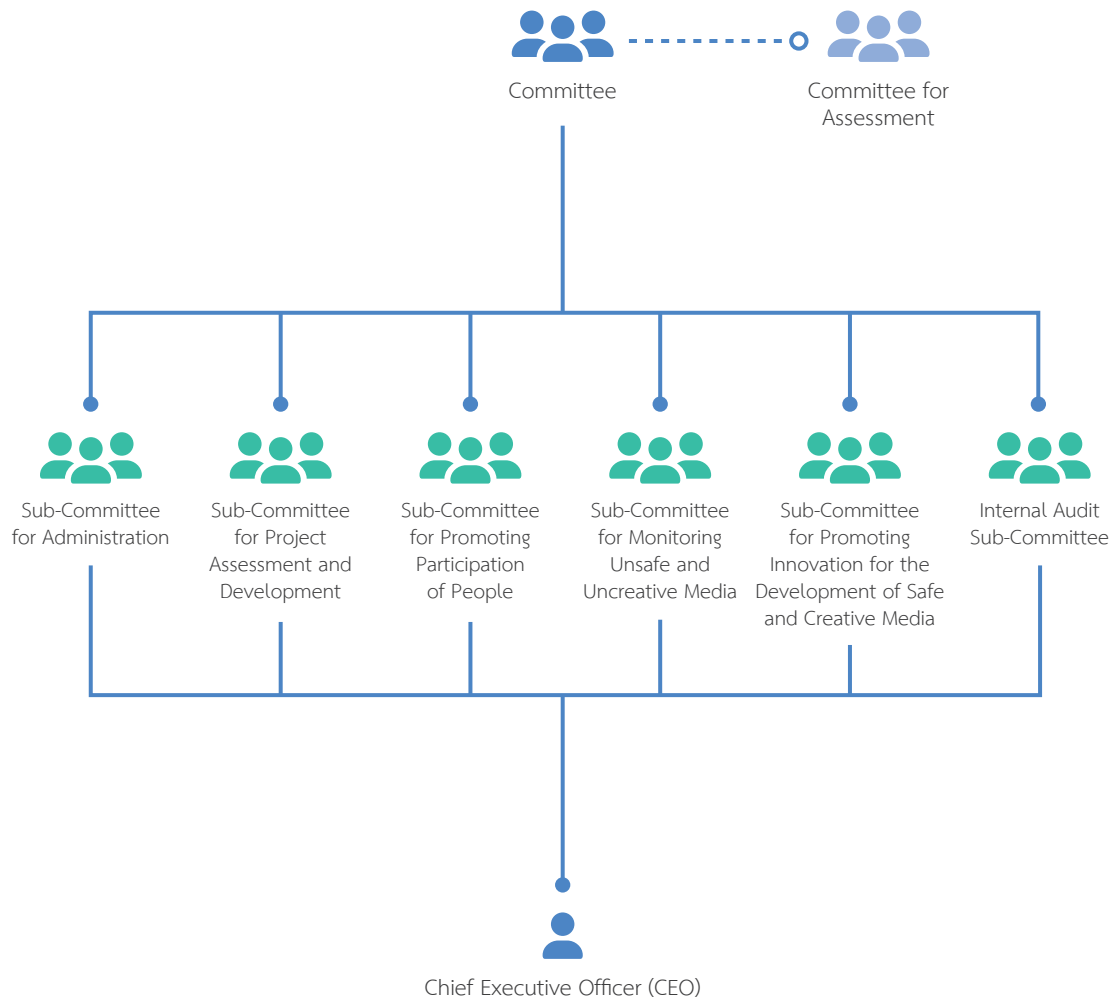 Committee
Committee for
Assessment
Sub-Committee
for Administration
Sub-Committee
for Project
Assessment and
Development
Sub-Committee
for Promoting
Participation
of People
Sub-Committee
for Monitoring
Unsafe and
Uncreative Media
Sub-Committee
for Promoting
Innovation for the
Development of Safe
and Creative Media
Internal Audit
Sub-Committee
Chief Executive Officer (CEO)